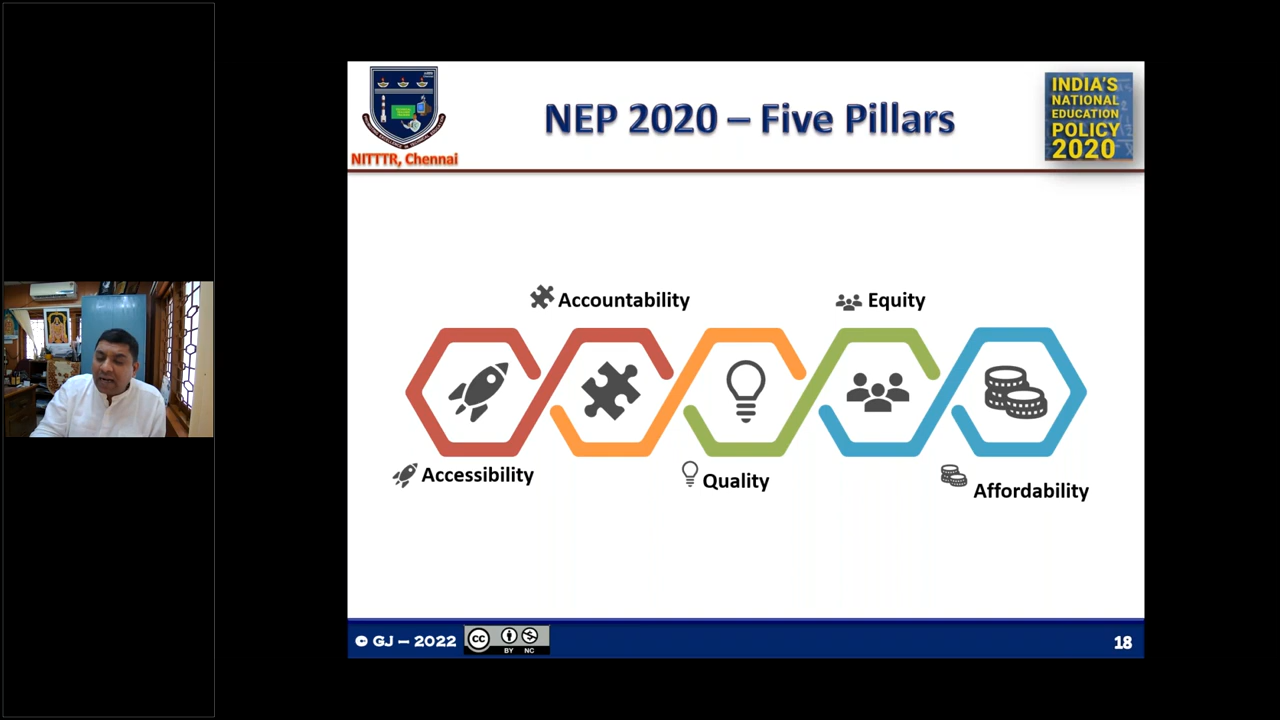 NITTTR, Chennai
NEP 2020 – Five Pillars
INDIA'S
NATIONAL
EDUCATION
POLICY
2020
Accountability
Equity
Accessibility
Quality
Affordability
© GJ – 2022
CC
BY NC
18